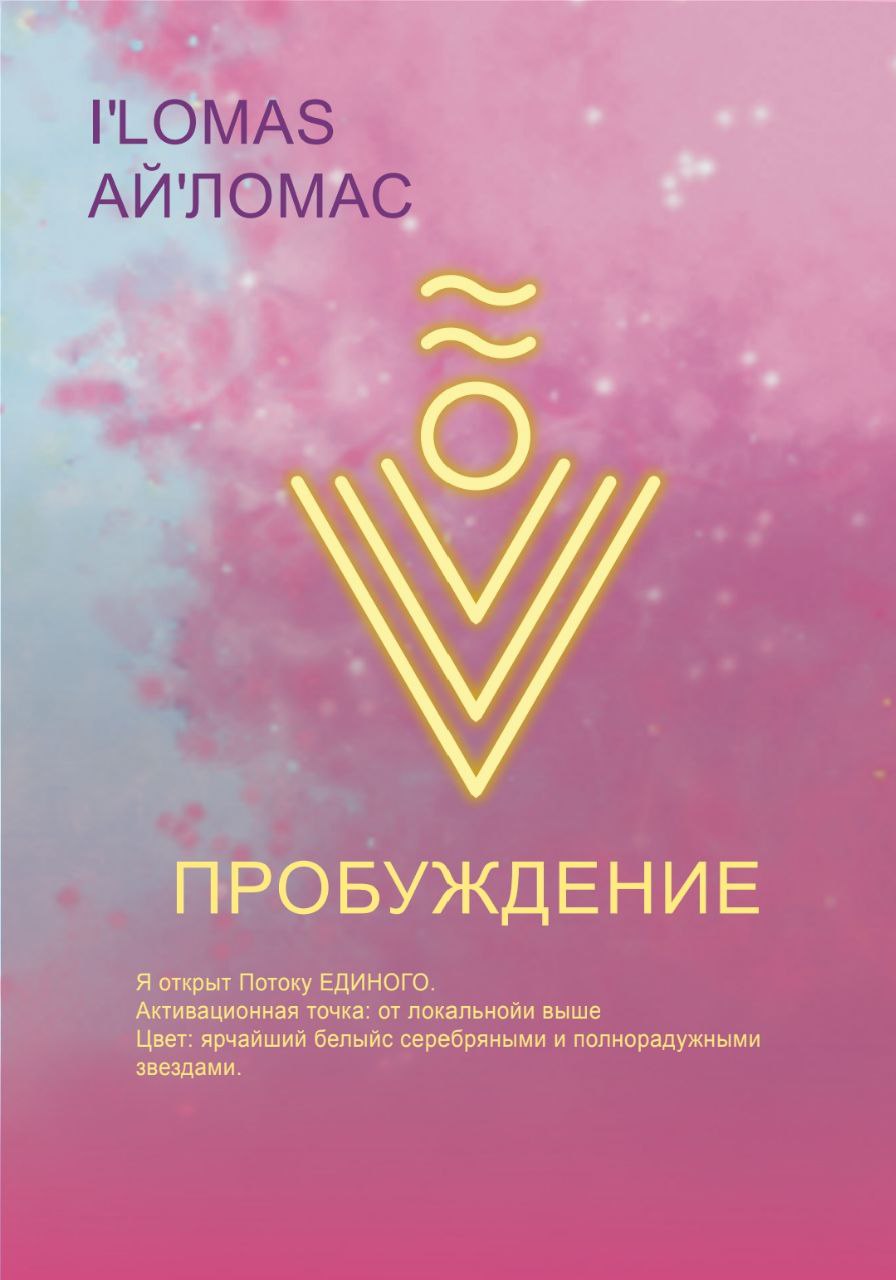 I'LOMAS
АЙ'ЛОМАС
ПРОБУЖДЕНИЕ
Я открыт Потоку ЕДИНОГО.
Активационная точка: от локальнойи выше
Цвет: ярчайший белыйс серебряными и полнорадужными
звездами.